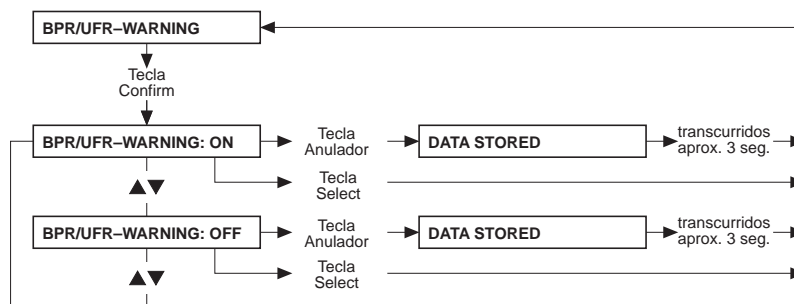 BPR/UFR–WARNING
Tecla
Confirm
BPR/UFR–WARNING: ON
Tecla
Anulador
DATA STORED
transcurridos
aprox. 3 seg.
Tecla
Select
BPR/UFR–WARNING: OFF
Tecla
Anulador
DATA STORED
transcurridos
aprox. 3 seg.
Tecla
Select